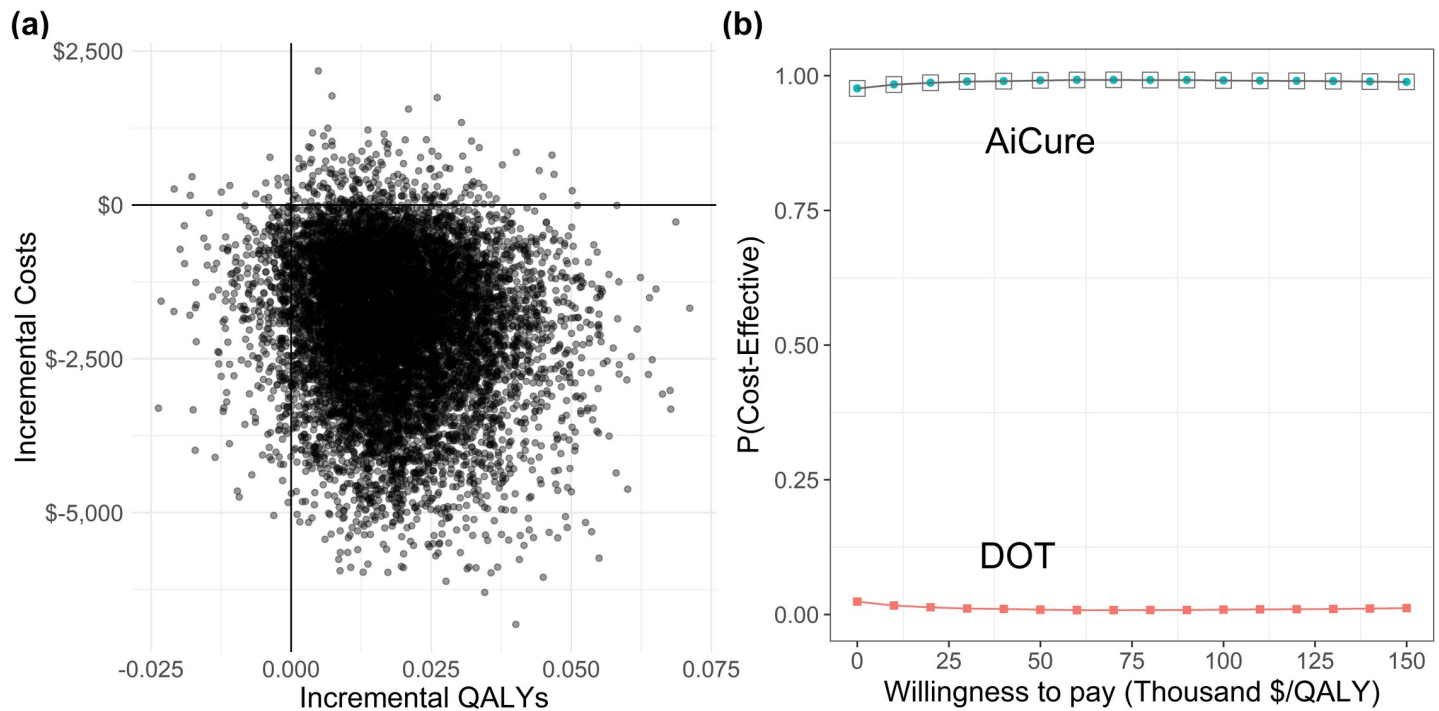 (a)
$2,500
$0
$-2,500
$-5,000
Incremental Costs
-0.025
0.000
0.025
0.050
0.075
Incremental QALYs
(b)
1.00
0.75
0.50
0.25
0.00
P(Cost-Effective)
AiCure
DOT
0
25
50
75
100
125
150
Willingness to pay (Thousand $/QALY)